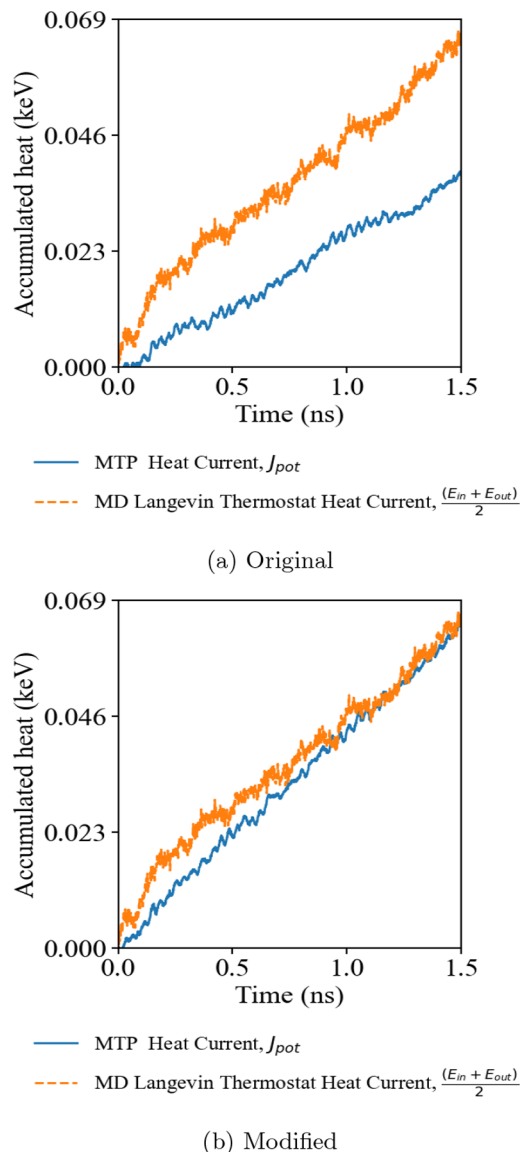 0.069
0.046
0.023
0.000
Accumulated heat (keV)
0.0 0.5 1.0 1.5
Time (ns)
MTP Heat Current, J_pot
MD Langevin Thermostat Heat Current, (E_in + E_out)/2
(a) Original
0.069
0.046
0.023
0.000
Accumulated heat (keV)
0.0 0.5 1.0 1.5
Time (ns)
MTP Heat Current, J_pot
MD Langevin Thermostat Heat Current, (E_in + E_out)/2
(b) Modified